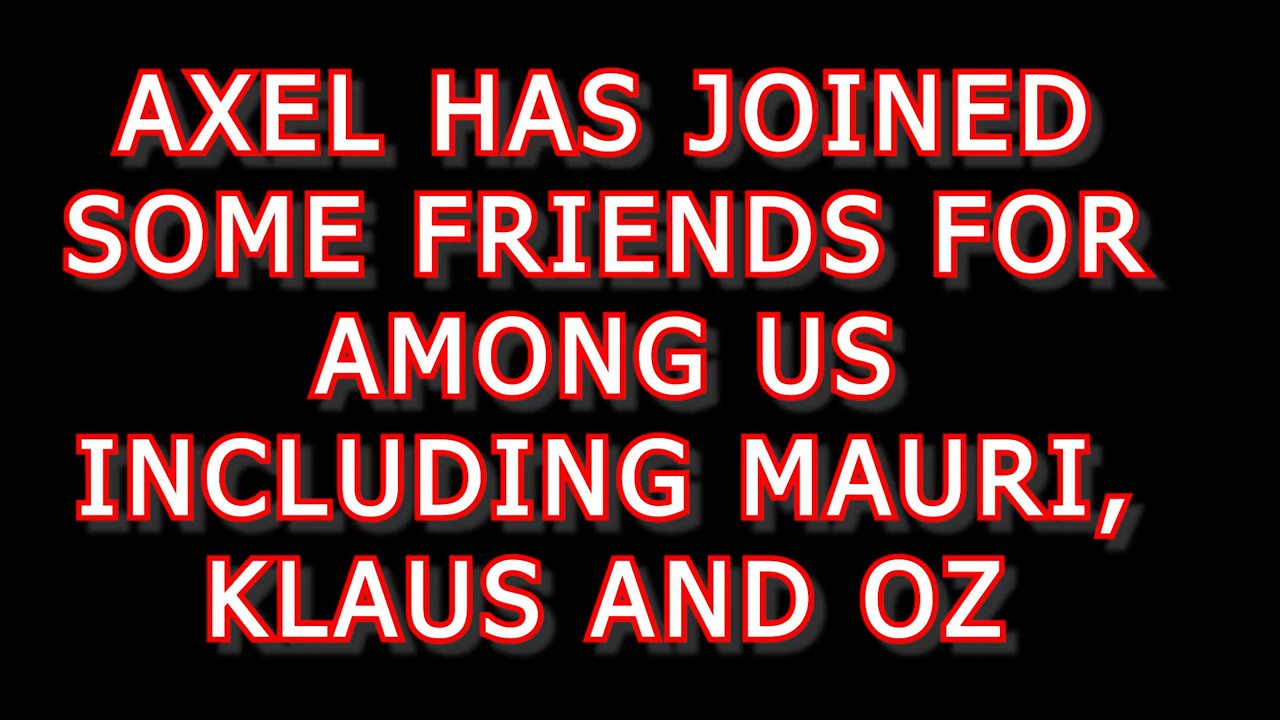 AXEL HAS JOINED
SOME FRIENDS FOR
AMONG US
INCLUDING MAURI,
KLAUS AND OZ